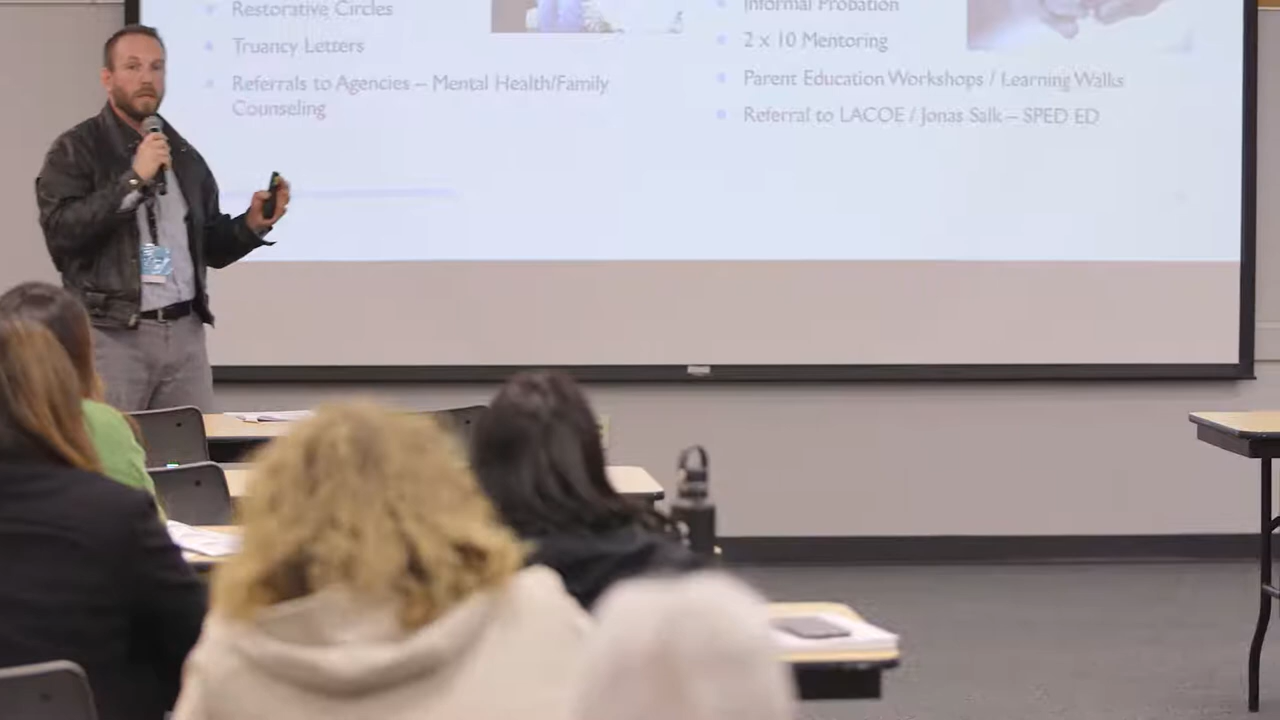 Restorative Circles
Truancy Letters
Referrals to Agencies – Mental Health/Family
Counseling
Informal Probation
2 x 10 Mentoring
Parent Education Workshops / Learning Walks
Referral to LACOE / Jonas Salk – SPED ED